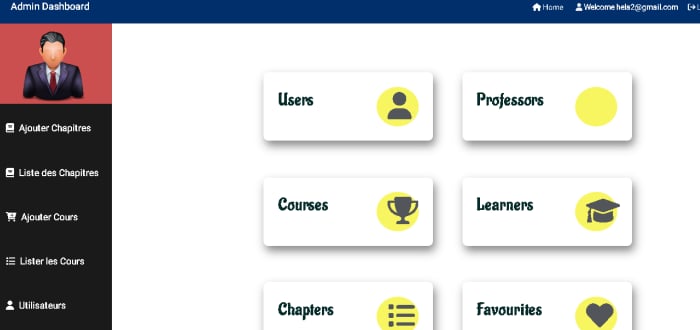 Admin Dashboard
Home
Welcome hela2@gmail.com
Ajouter Chapitres
Liste des Chapitres
Ajouter Cours
Lister les Cours
Utilisateurs
Users
Professors
Courses
Learners
Chapters
Favourites